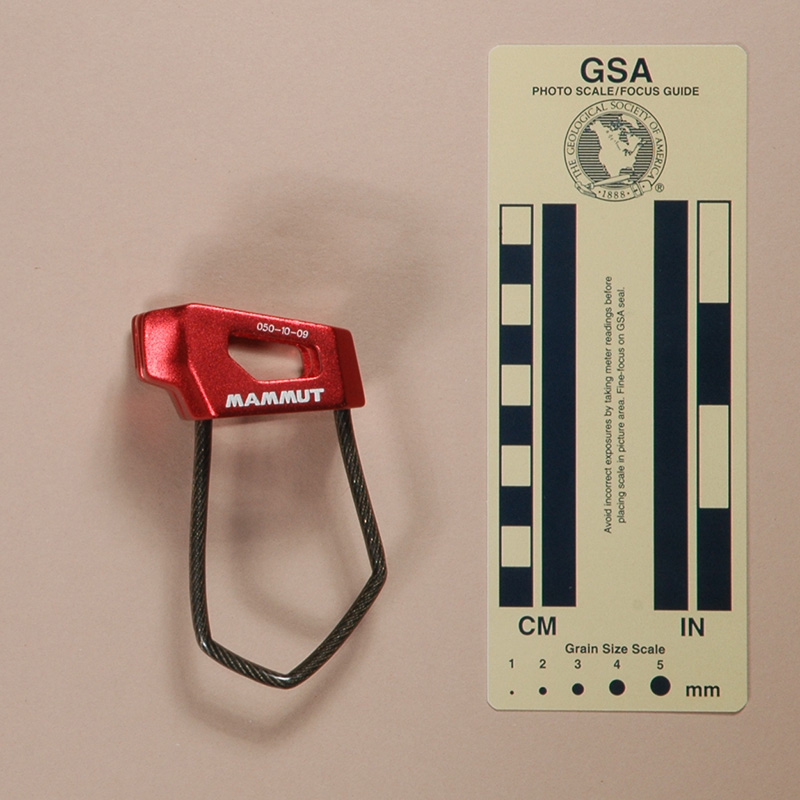 GSA
PHOTO SCALE/FOCUS GUIDE
THE GEOLOGICAL SOCIETY OF AMERICA
·1888·
®
Avoid incorrect exposures by taking meter readings before
placing scale in picture area. Fine-focus on GSA seal.
050-10-09
MAMMUT
CM IN
Grain Size Scale
1 2 3 4 5
mm